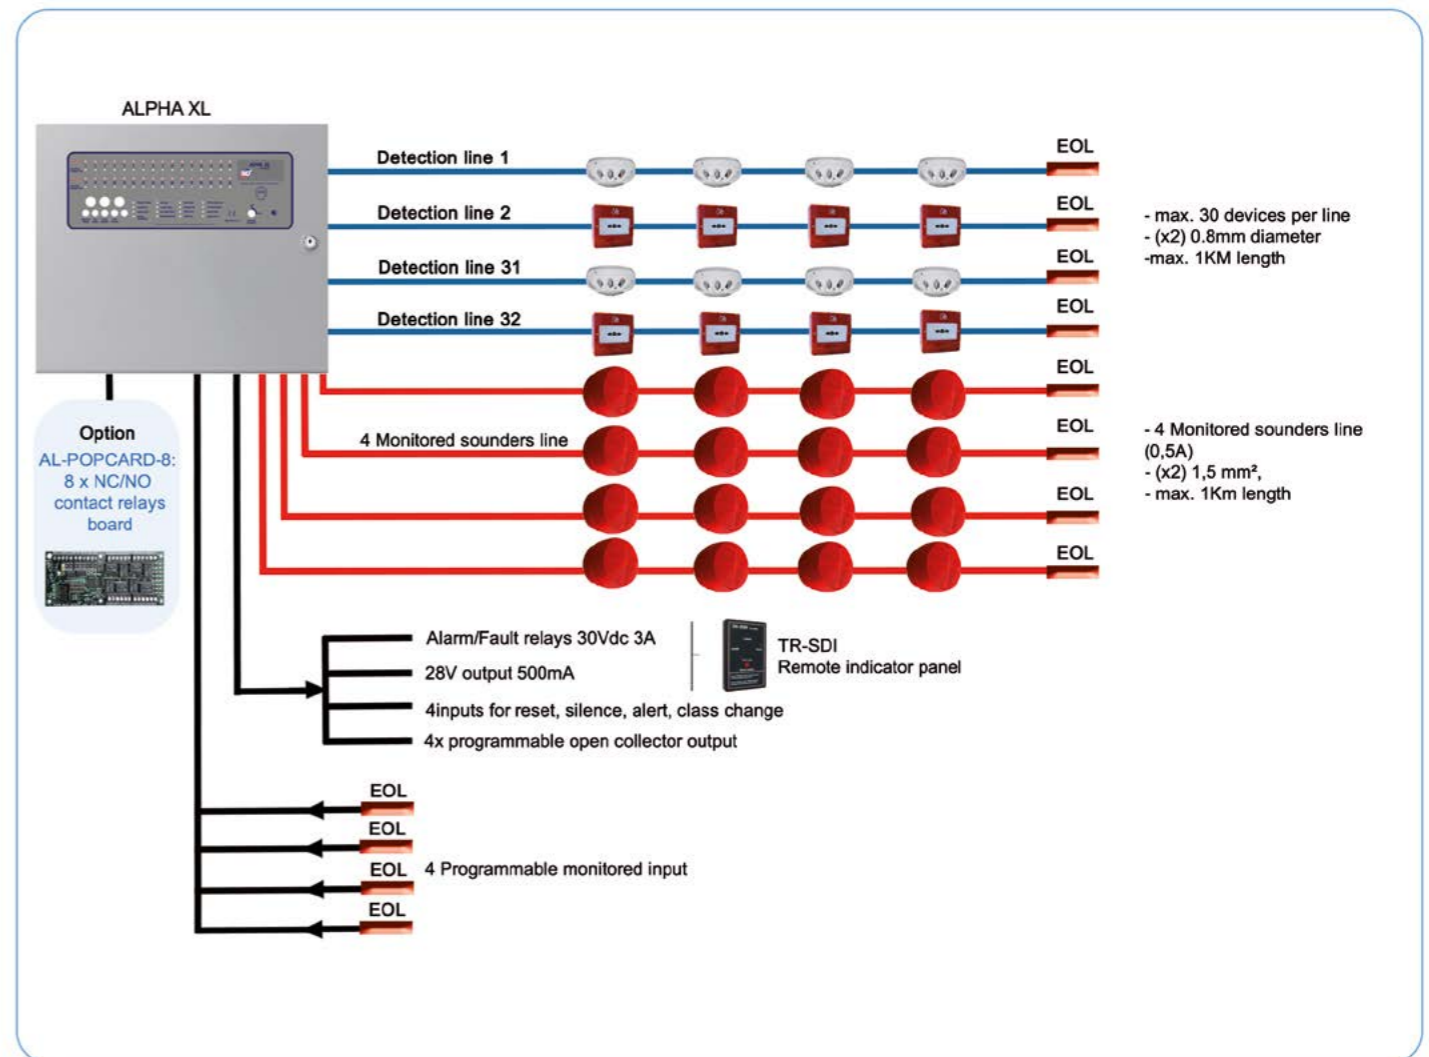 ALPHA XL
Detection line 1
EOL
Detection line 2
EOL
Detection line 31
EOL
Detection line 32
EOL
- max. 30 devices per line
- (x2) 0.8mm diameter
-max. 1KM length
EOL
4 Monitored sounders line
EOL
EOL
EOL
- 4 Monitored sounders line
(0,5A)
- (x2) 1,5 mm²,
- max. 1Km length
Option
AL-POPCARD-8:
8 x NC/NO
contact relays
board
Alarm/Fault relays 30Vdc 3A
28V output 500mA
4inputs for reset, silence, alert, class change
4x programmable open collector output
TR-SDI
Remote indicator panel
EOL
EOL
EOL
EOL
4 Programmable monitored input